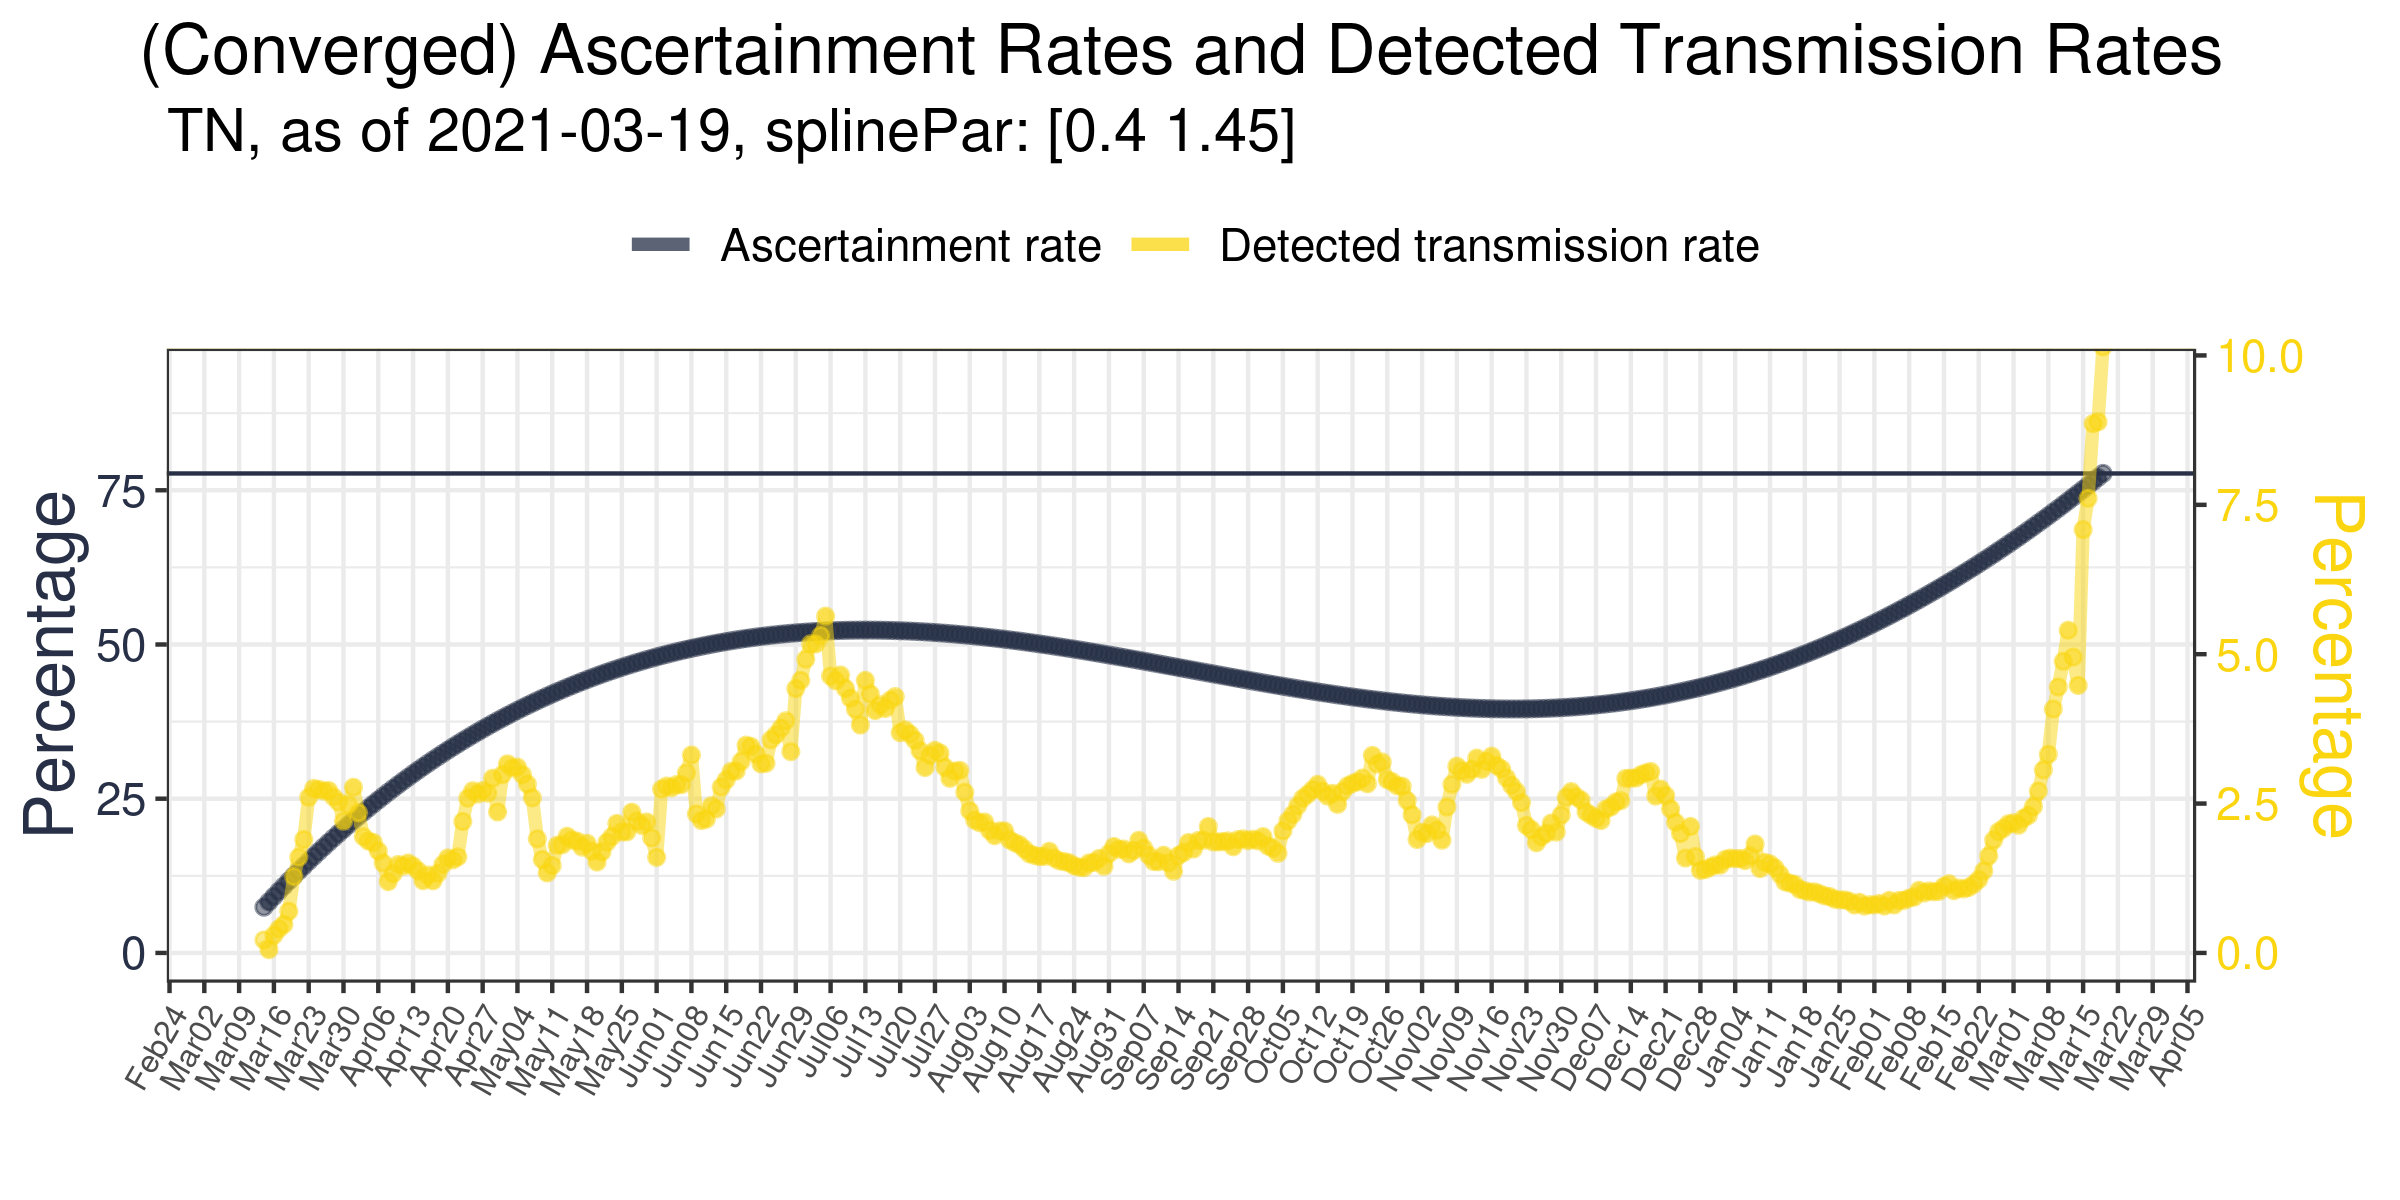 (Converged) Ascertainment Rates and Detected Transmission Rates
TN, as of 2021-03-19, splinePar: [0.4 1.45]
Ascertainment rate
Detected transmission rate
Percentage
75
50
25
0
10.0
7.5
5.0
2.5
0.0
Percentage
Feb24
Mar02
Mar09
Mar16
Mar23
Mar30
Apr06
Apr13
Apr20
Apr27
May04
May11
May18
May25
Jun01
Jun08
Jun15
Jun22
Jun29
Jul06
Jul13
Jul20
Jul27
Aug03
Aug10
Aug17
Aug24
Aug31
Sep07
Sep14
Sep21
Sep28
Oct05
Oct12
Oct19
Oct26
Nov02
Nov09
Nov16
Nov23
Nov30
Dec07
Dec14
Dec21
Dec28
Jan04
Jan11
Jan18
Jan25
Feb01
Feb08
Feb15
Feb22
Mar01
Mar08
Mar15
Mar22
Mar29
Apr05